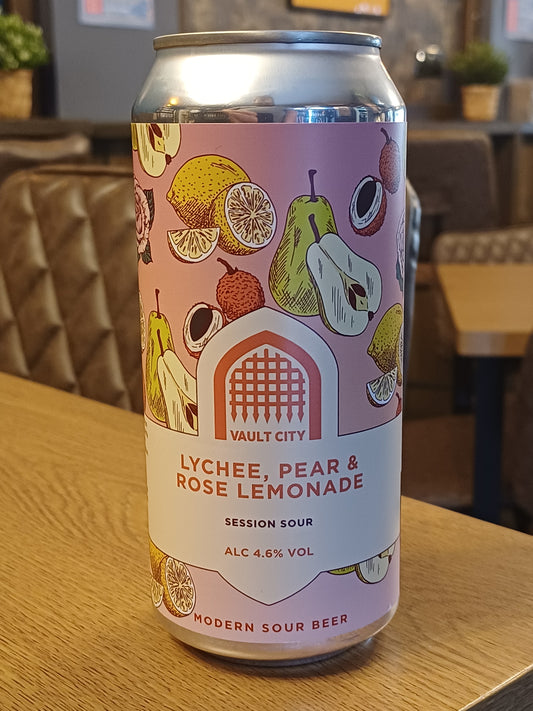 VAULT CITY
LYCHEE, PEAR &
ROSE LEMONADE
SESSION SOUR
ALC 4.6% VOL
MODERN SOUR BEER